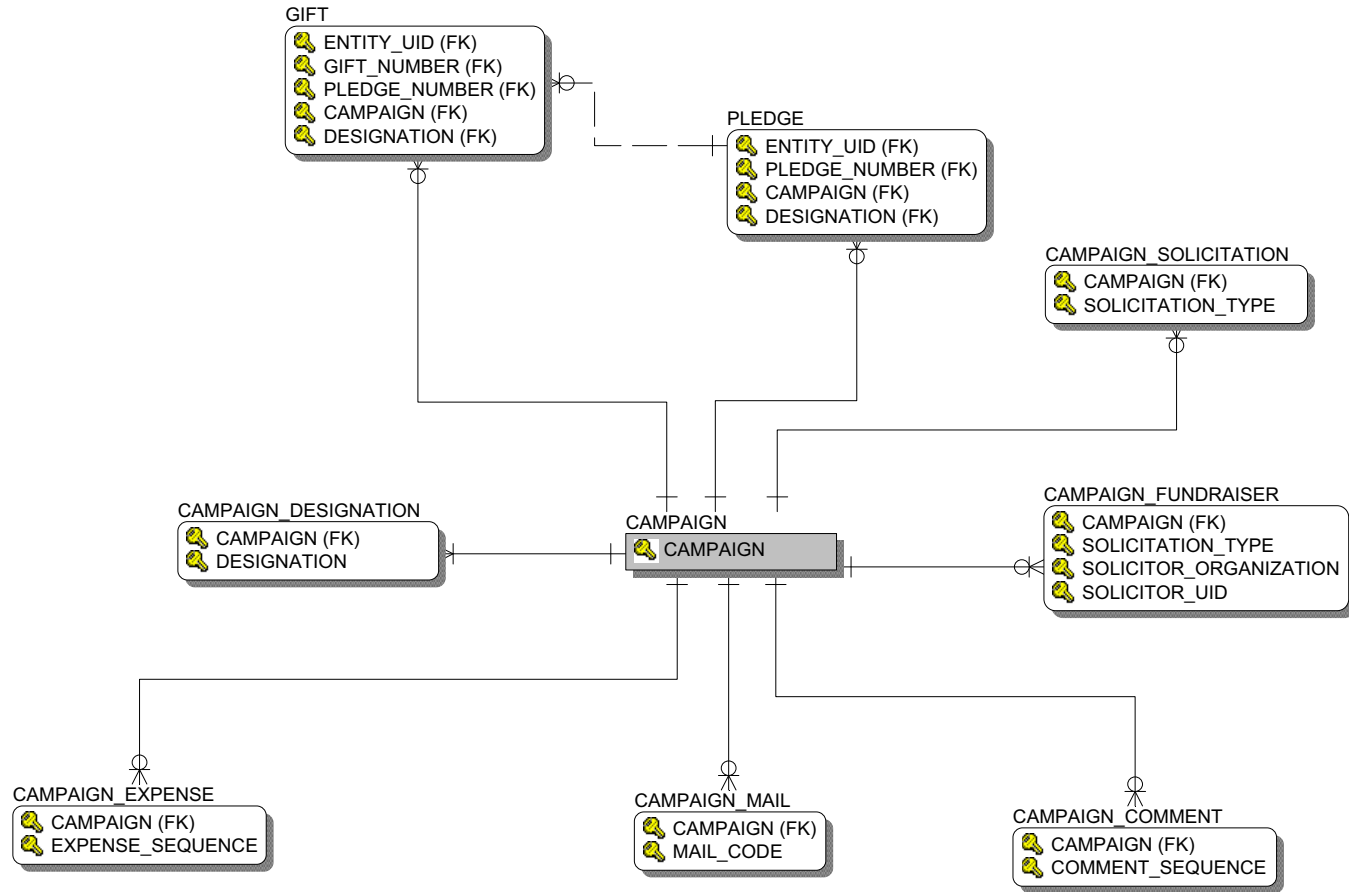 GIFT
ENTITY_UID (FK)
GIFT_NUMBER (FK)
PLEDGE_NUMBER (FK)
CAMPAIGN (FK)
DESIGNATION (FK)
PLEDGE
ENTITY_UID (FK)
PLEDGE_NUMBER (FK)
CAMPAIGN (FK)
DESIGNATION (FK)
CAMPAIGN_SOLICITATION
CAMPAIGN (FK)
SOLICITATION_TYPE
CAMPAIGN_DESIGNATION
CAMPAIGN (FK)
DESIGNATION
CAMPAIGN
CAMPAIGN
CAMPAIGN_FUNDRAISER
CAMPAIGN (FK)
SOLICITATION_TYPE
SOLICITOR_ORGANIZATION
SOLICITOR_UID
CAMPAIGN_EXPENSE
CAMPAIGN (FK)
EXPENSE_SEQUENCE
CAMPAIGN_MAIL
CAMPAIGN (FK)
MAIL_CODE
CAMPAIGN_COMMENT
CAMPAIGN (FK)
COMMENT_SEQUENCE